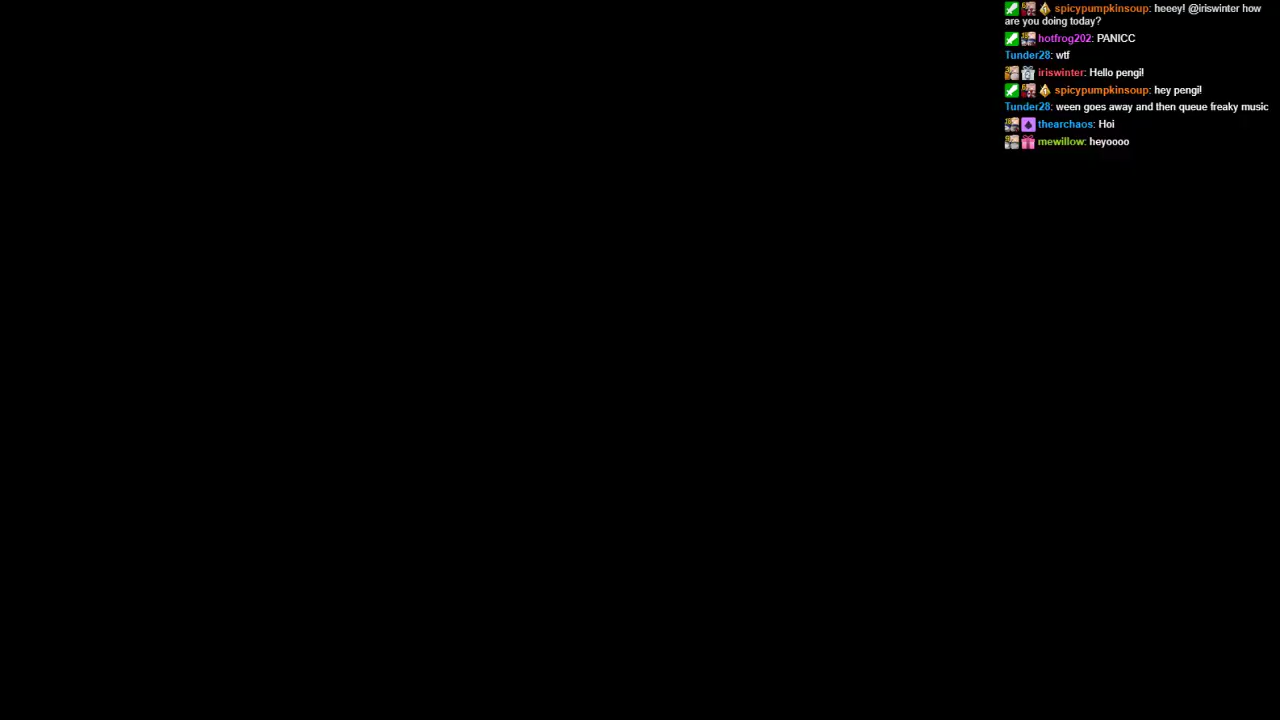 spicypumpkinsoup: heeey! @iriswinter how
are you doing today?
hotfrog202: PANICC
Tunder28: wtf
iriswinter: Hello pengi!
spicypumpkinsoup: hey pengi!
Tunder28: ween goes away and then queue freaky music
thearchaos: Hoi
mewillow: heyoooo